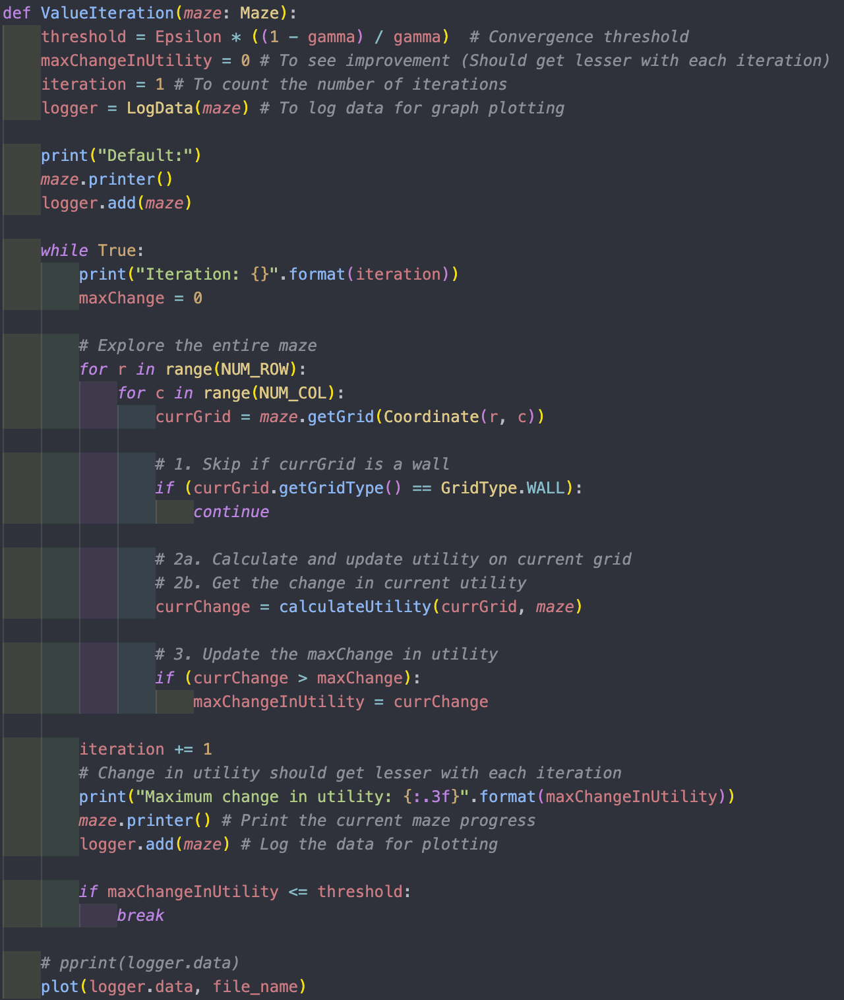 def ValueIteration(maze: Maze):
    threshold = Epsilon * ((1 - gamma) / gamma)  # Convergence threshold
    maxChangeInUtility = 0 # To see improvement (Should get lesser with each iteration)
    iteration = 1 # To count the number of iterations
    logger = LogData(maze) # To log data for graph plotting

    print("Default:")
    maze.printer()
    logger.add(maze)

    while True:
        print("Iteration: {}".format(iteration))
        maxChange = 0

        # Explore the entire maze
        for r in range(NUM_ROW):
            for c in range(NUM_COL):
                currGrid = maze.getGrid(Coordinate(r, c))

                # 1. Skip if currGrid is a wall
                if (currGrid.getGridType() == GridType.WALL):
                    continue

                # 2a. Calculate and update utility on current grid
                # 2b. Get the change in current utility
                currChange = calculateUtility(currGrid, maze)

                # 3. Update the maxChange in utility
                if (currChange > maxChange):
                    maxChangeInUtility = currChange

        iteration += 1
        # Change in utility should get lesser with each iteration
        print("Maximum change in utility: {:.3f}".format(maxChangeInUtility))
        maze.printer() # Print the current maze progress
        logger.add(maze) # Log the data for plotting

        if maxChangeInUtility <= threshold:
            break

    # pprint(logger.data)
    plot(logger.data, file_name)